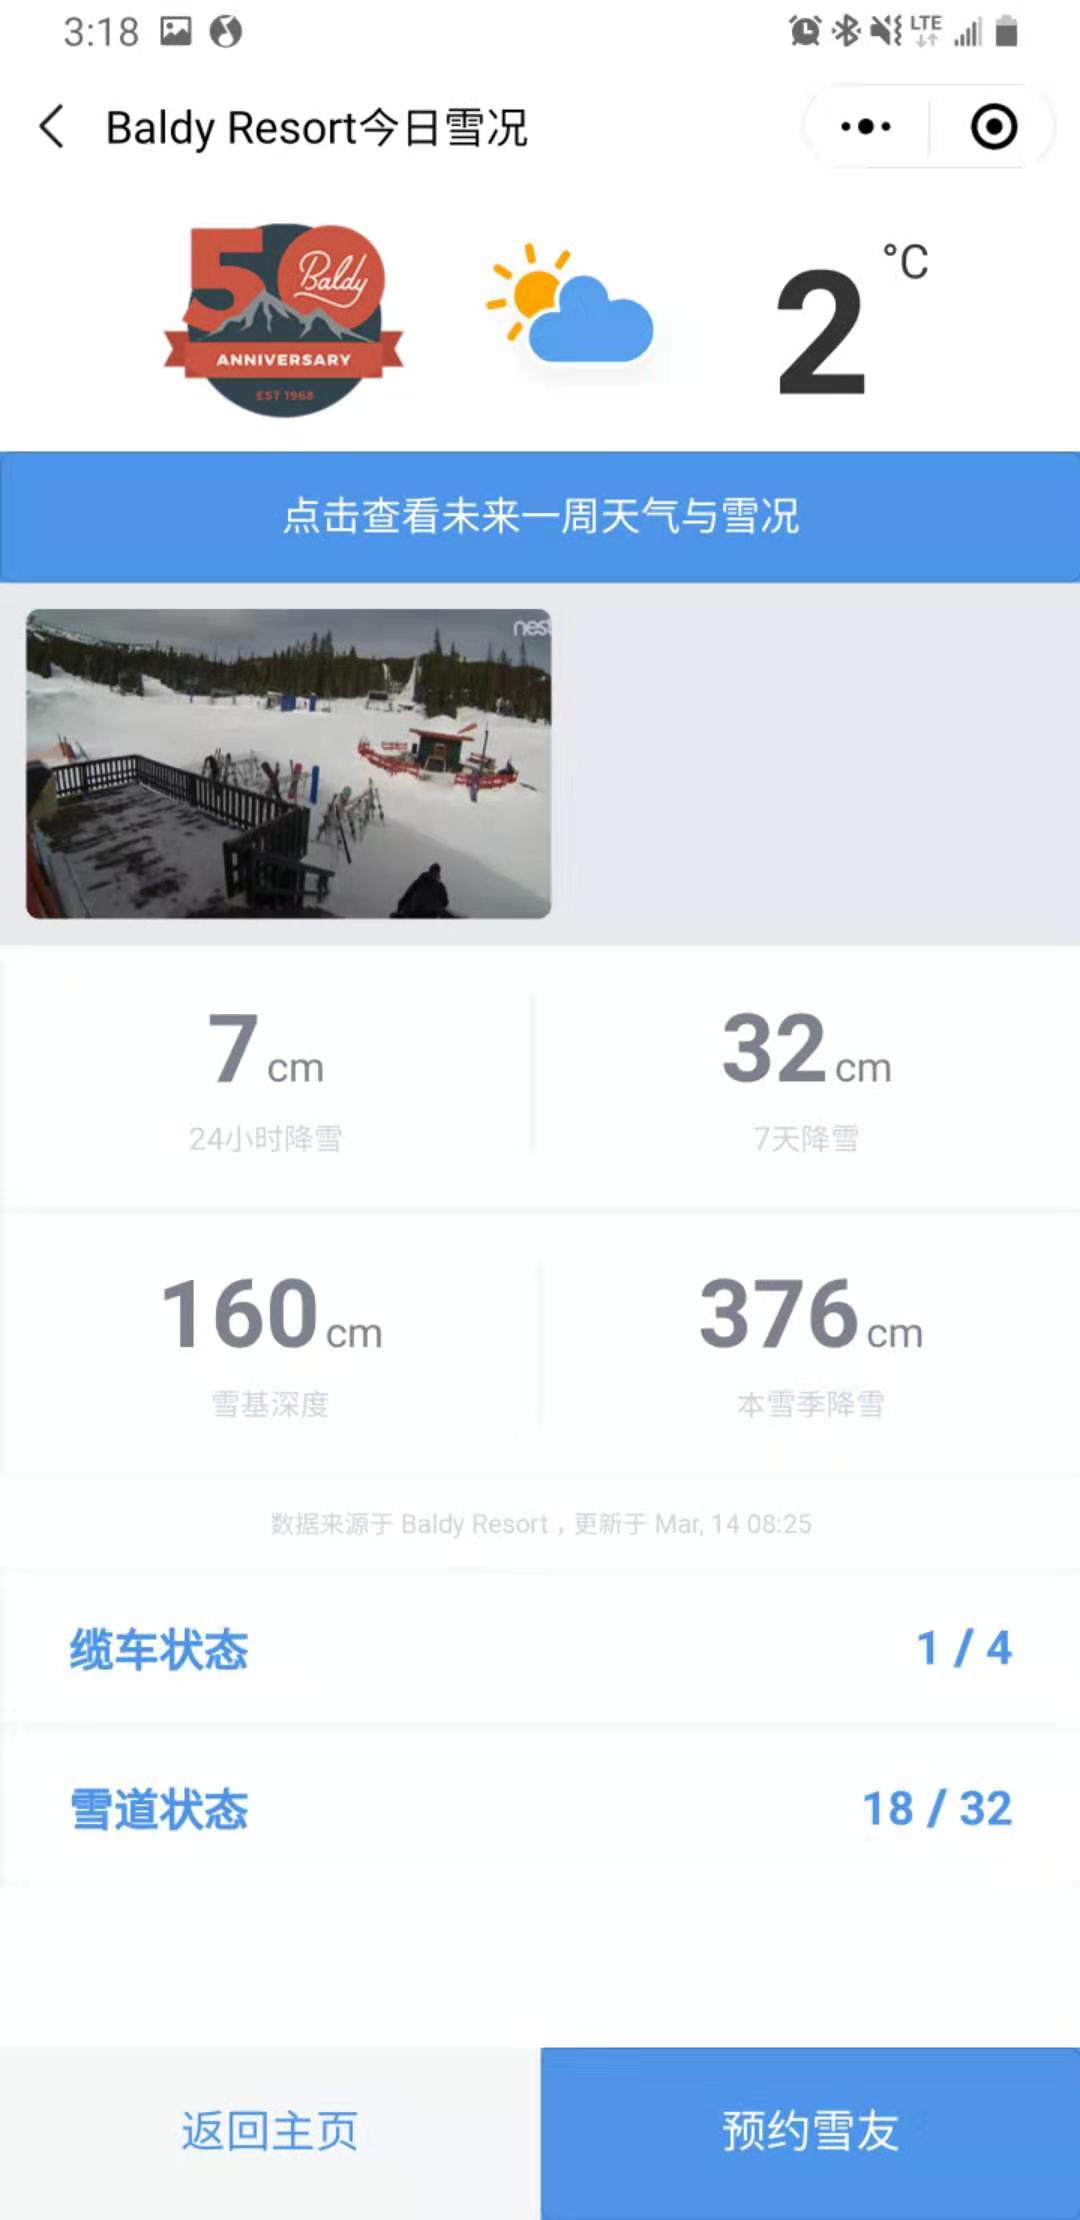 3:18
LTE
Baldy Resort今日雪况
50
Baldy
ANNIVERSARY
EST 1968
2 °C
点击查看未来一周天气与雪况
nest
7 cm
32 cm
24小时降雪
7天降雪
160 cm
376 cm
雪基深度
本雪季降雪
数据来源于 Baldy Resort，更新于 Mar, 14 08:25
缆车状态
1 / 4
雪道状态
18 / 32
返回主页
预约雪友